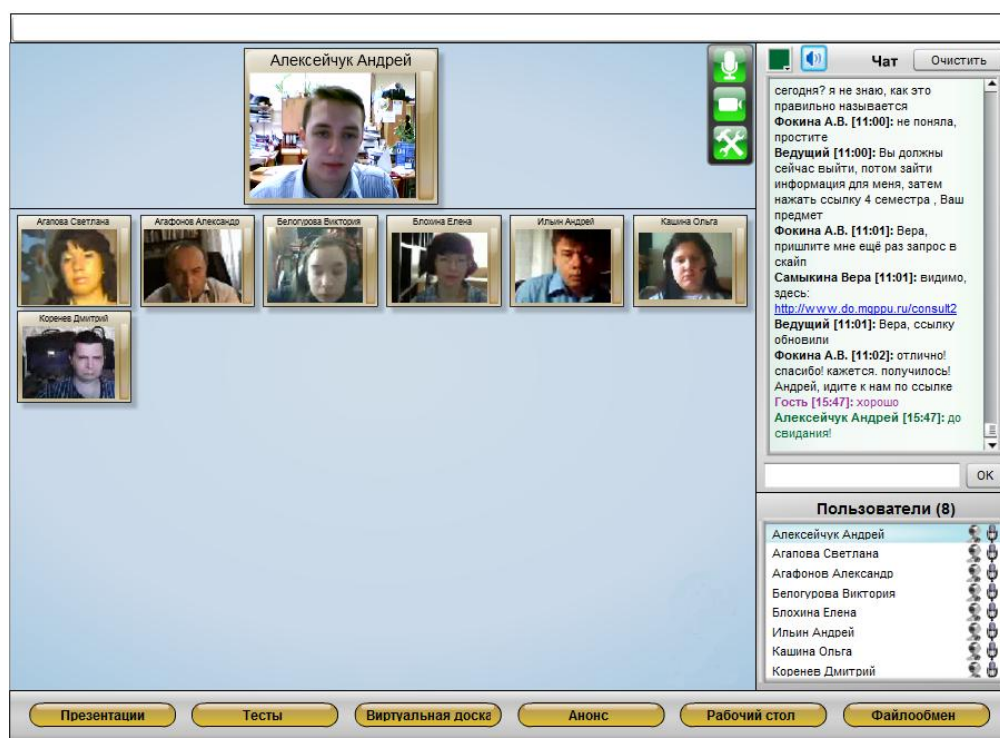 Алексейчук Андрей
Агапова Светлана
Агафонов Александр
Белогурова Виктория
Блохина Елена
Ильин Андрей
Кашина Ольга
Коренев Дмитрий
Чат
Очистить
сегодня? я не знаю, как это
правильно называется
Фокина А.В. [11:00]: не поняла,
простите
Ведущий [11:00]: Вы должны
сейчас выйти, потом зайти
информация для меня, затем
нажать ссылку 4 семестра , Ваш
предмет
Фокина А.В. [11:01]: Вера,
пришлите мне ещё раз запрос в
скайп
Самыкина Вера [11:01]: видимо,
здесь:
http://www.do.mgppu.ru/consult2
Ведущий [11:01]: Вера, ссылку
обновили
Фокина А.В. [11:02]: отлично!
спасибо! кажется. получилось!
Андрей, идите к нам по ссылке
Гость [15:47]: хорошо
Алексейчук Андрей [15:47]: до
свидания!
OK
Пользователи (8)
Алексейчук Андрей
Агапова Светлана
Агафонов Александр
Белогурова Виктория
Блохина Елена
Ильин Андрей
Кашина Ольга
Коренев Дмитрий
Презентации
Тесты
Виртуальная доска
Анонс
Рабочий стол
Файлообмен